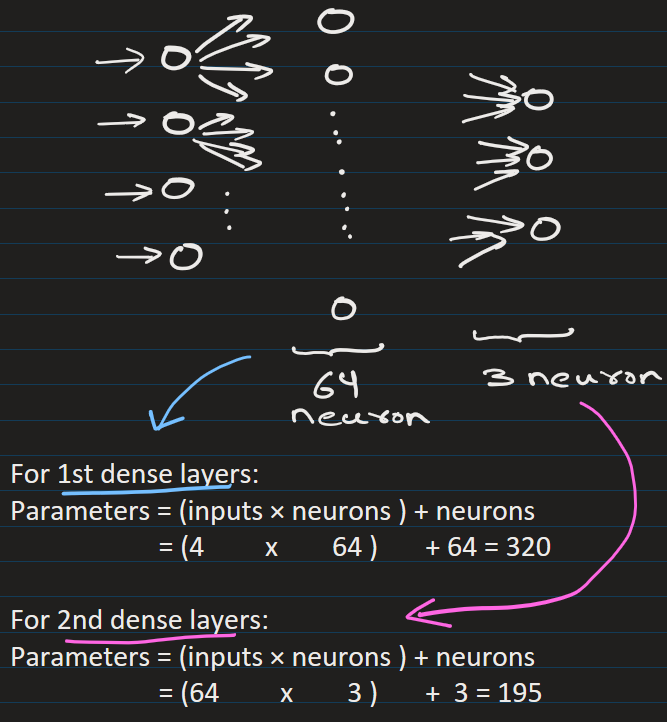 64
neuron
3 neuron
For 1st dense layers:
Parameters = (inputs × neurons ) + neurons
= (4 x 64 ) + 64 = 320
For 2nd dense layers:
Parameters = (inputs × neurons ) + neurons
= (64 x 3 ) + 3 = 195